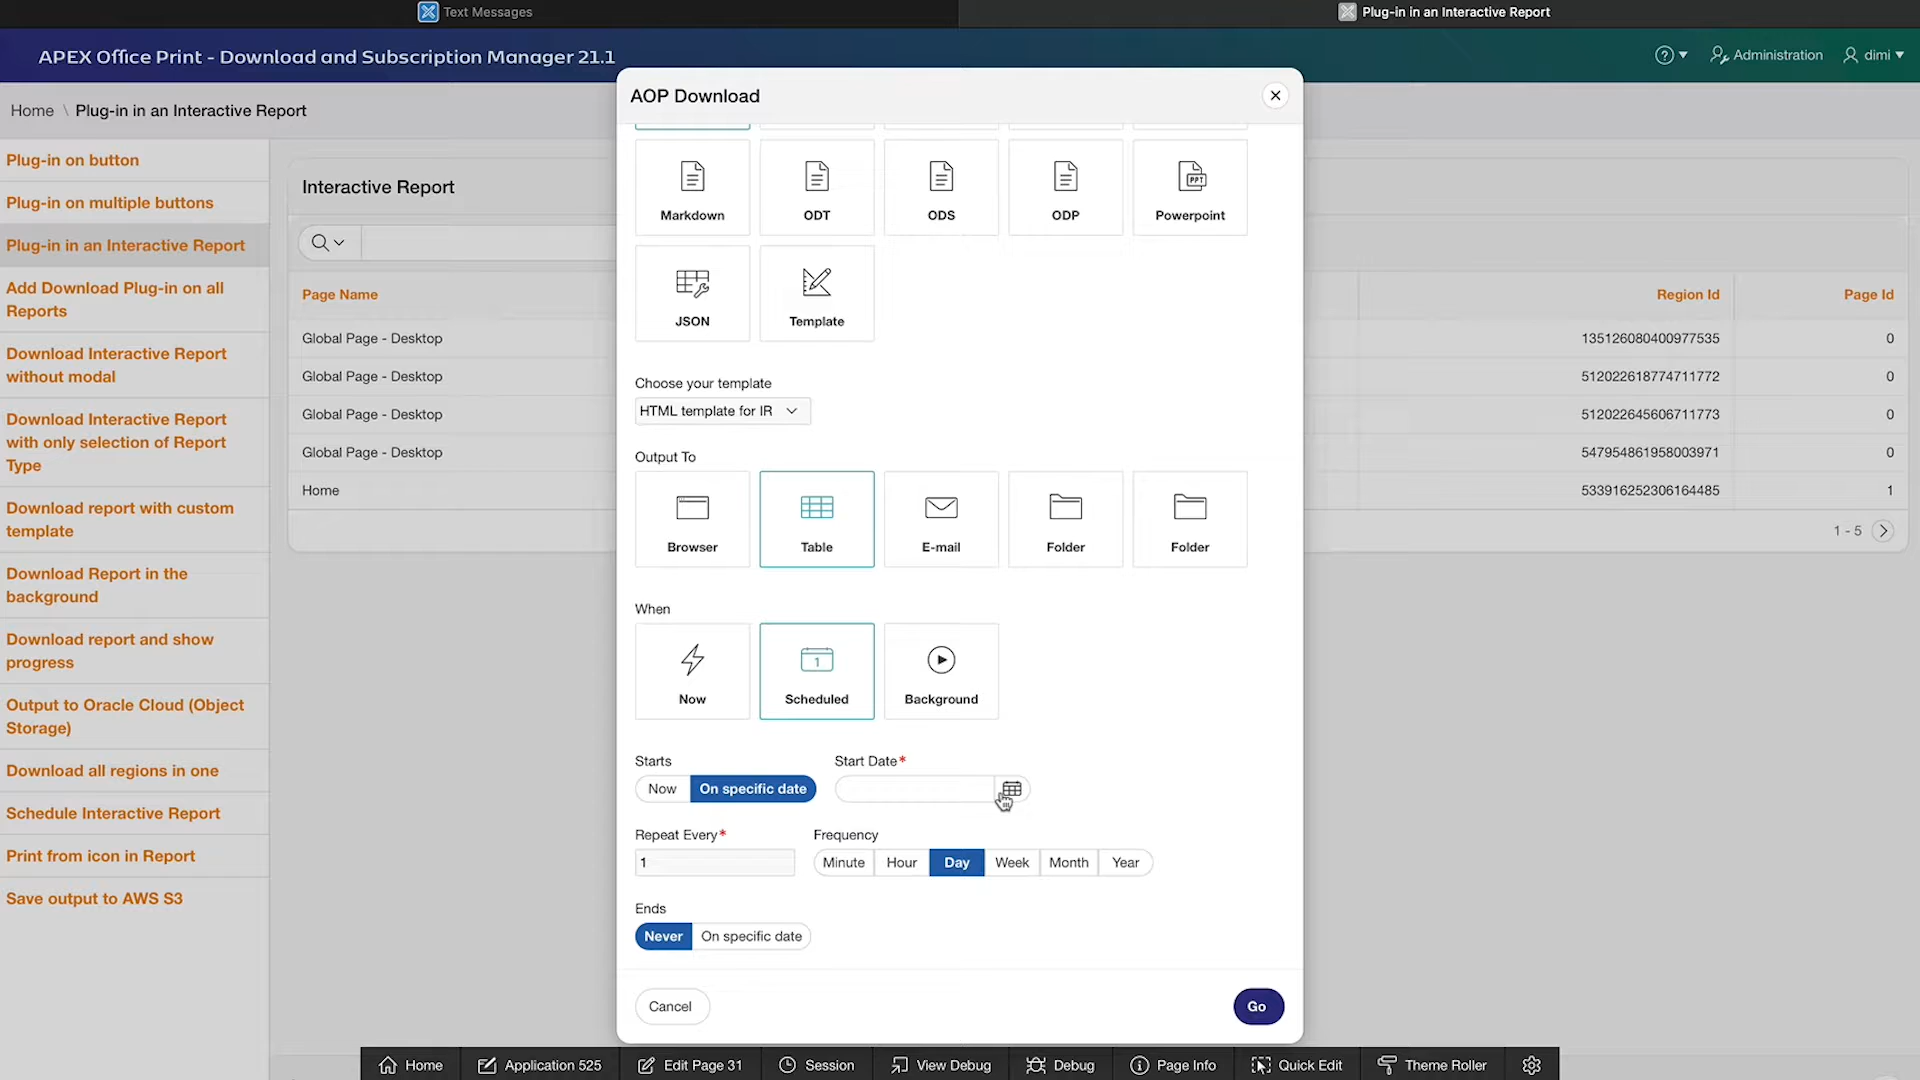 Text Messages
Plug-in in an Interactive Report
APEX Office Print - Download and Subscription Manager 21.1
? Administration dimi
Home \ Plug-in in an Interactive Report
Plug-in on button
Plug-in on multiple buttons
Plug-in in an Interactive Report
Add Download Plug-in on all
Reports
Download Interactive Report
without modal
Download Interactive Report
with only selection of Report
Type
Download report with custom
template
Download Report in the
background
Download report and show
progress
Output to Oracle Cloud (Object
Storage)
Download all regions in one
Schedule Interactive Report
Print from icon in Report
Save output to AWS S3
Interactive Report
Page Name Region Id Page Id
Global Page - Desktop 135126080400977535 0
Global Page - Desktop 512022618774711772 0
Global Page - Desktop 512022645606711773 0
Global Page - Desktop 547954861958003971 0
Home 533916252306164485 1
1 - 5
AOP Download
Markdown ODT ODS ODP PPT Powerpoint
JSON Template
Choose your template
HTML template for IR
Output To
Browser Table E-mail Folder Folder
When
1
Now Scheduled Background
Starts Start Date*
Now On specific date
Repeat Every* Frequency
1 Minute Hour Day Week Month Year
Ends
Never On specific date
Cancel Go
Home Application 525 Edit Page 31 Session View Debug Debug Page Info Quick Edit Theme Roller